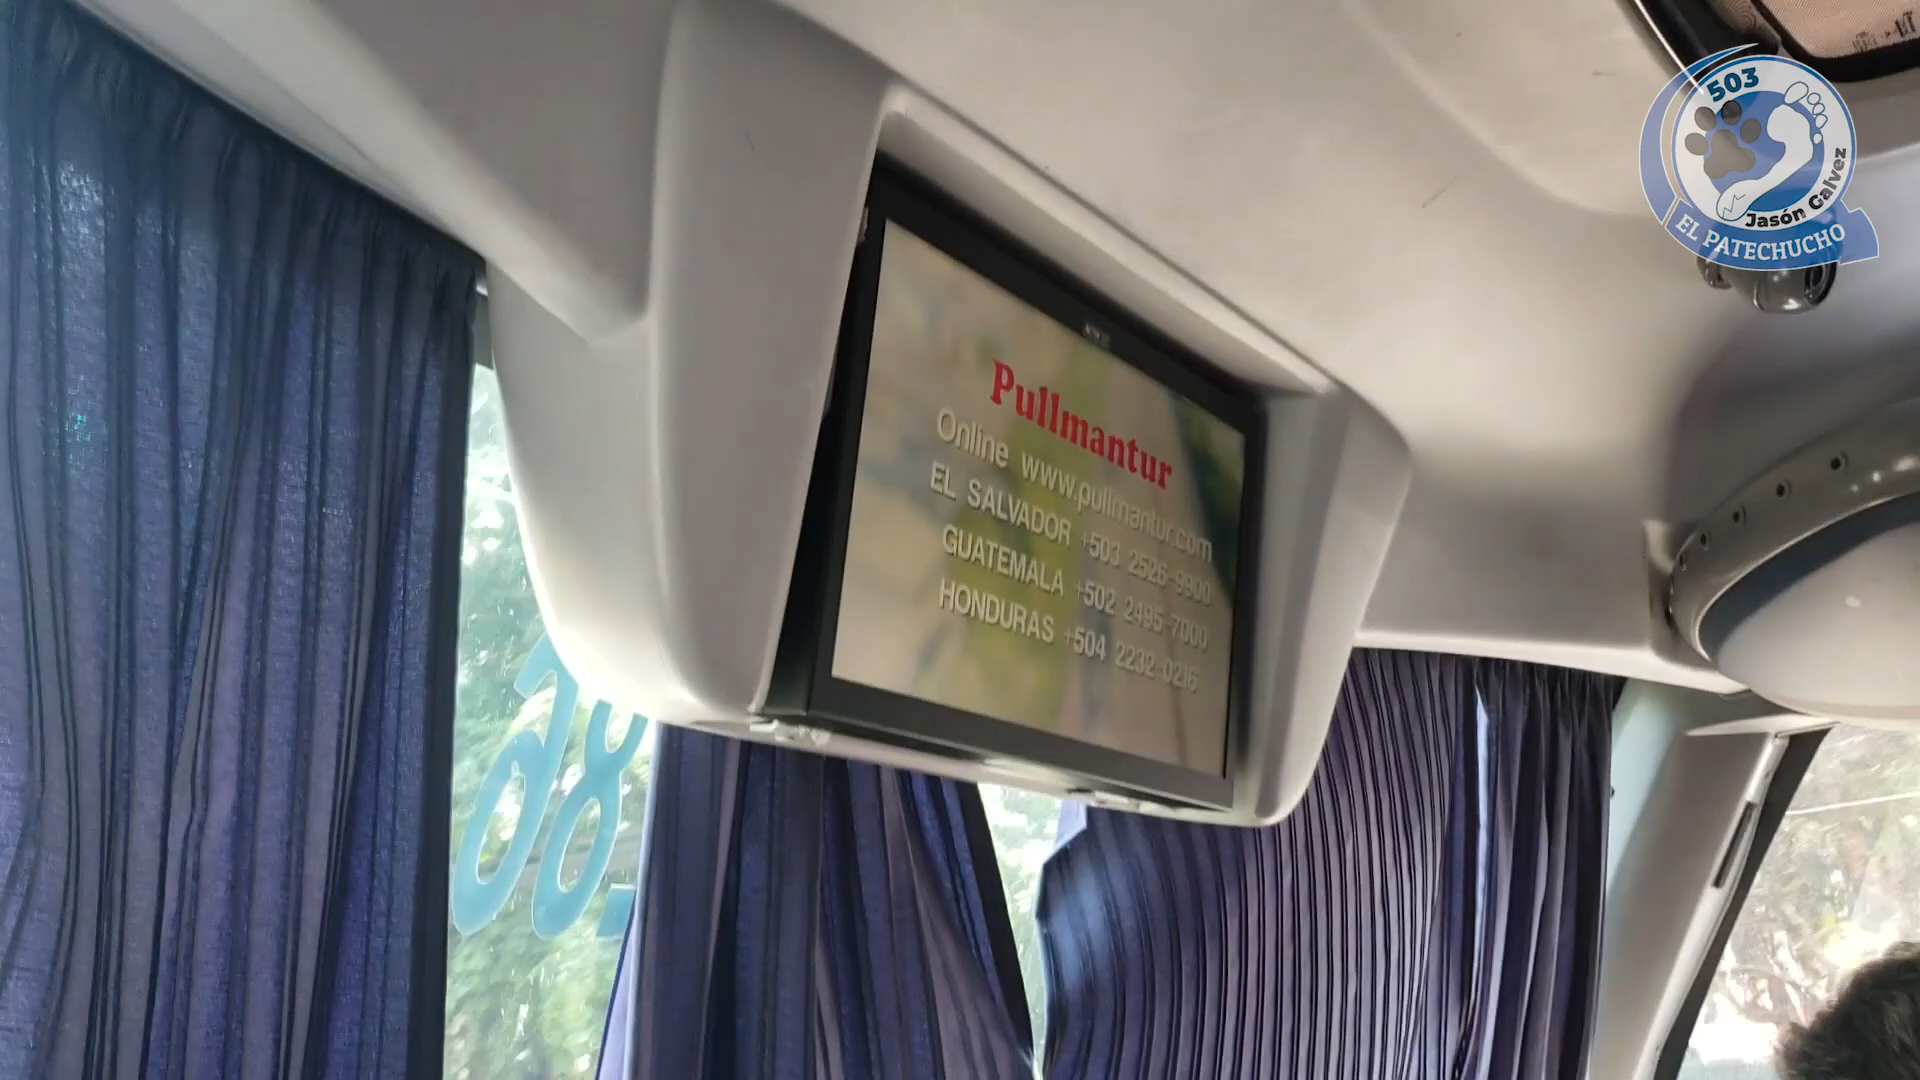 503
Jasón Galvez
EL PATECHUCHO
Pullmantur
Online www.pullmantur.com
EL SALVADOR +503 2526-9900
GUATEMALA +502 2495-7000
HONDURAS +504 2232-0216